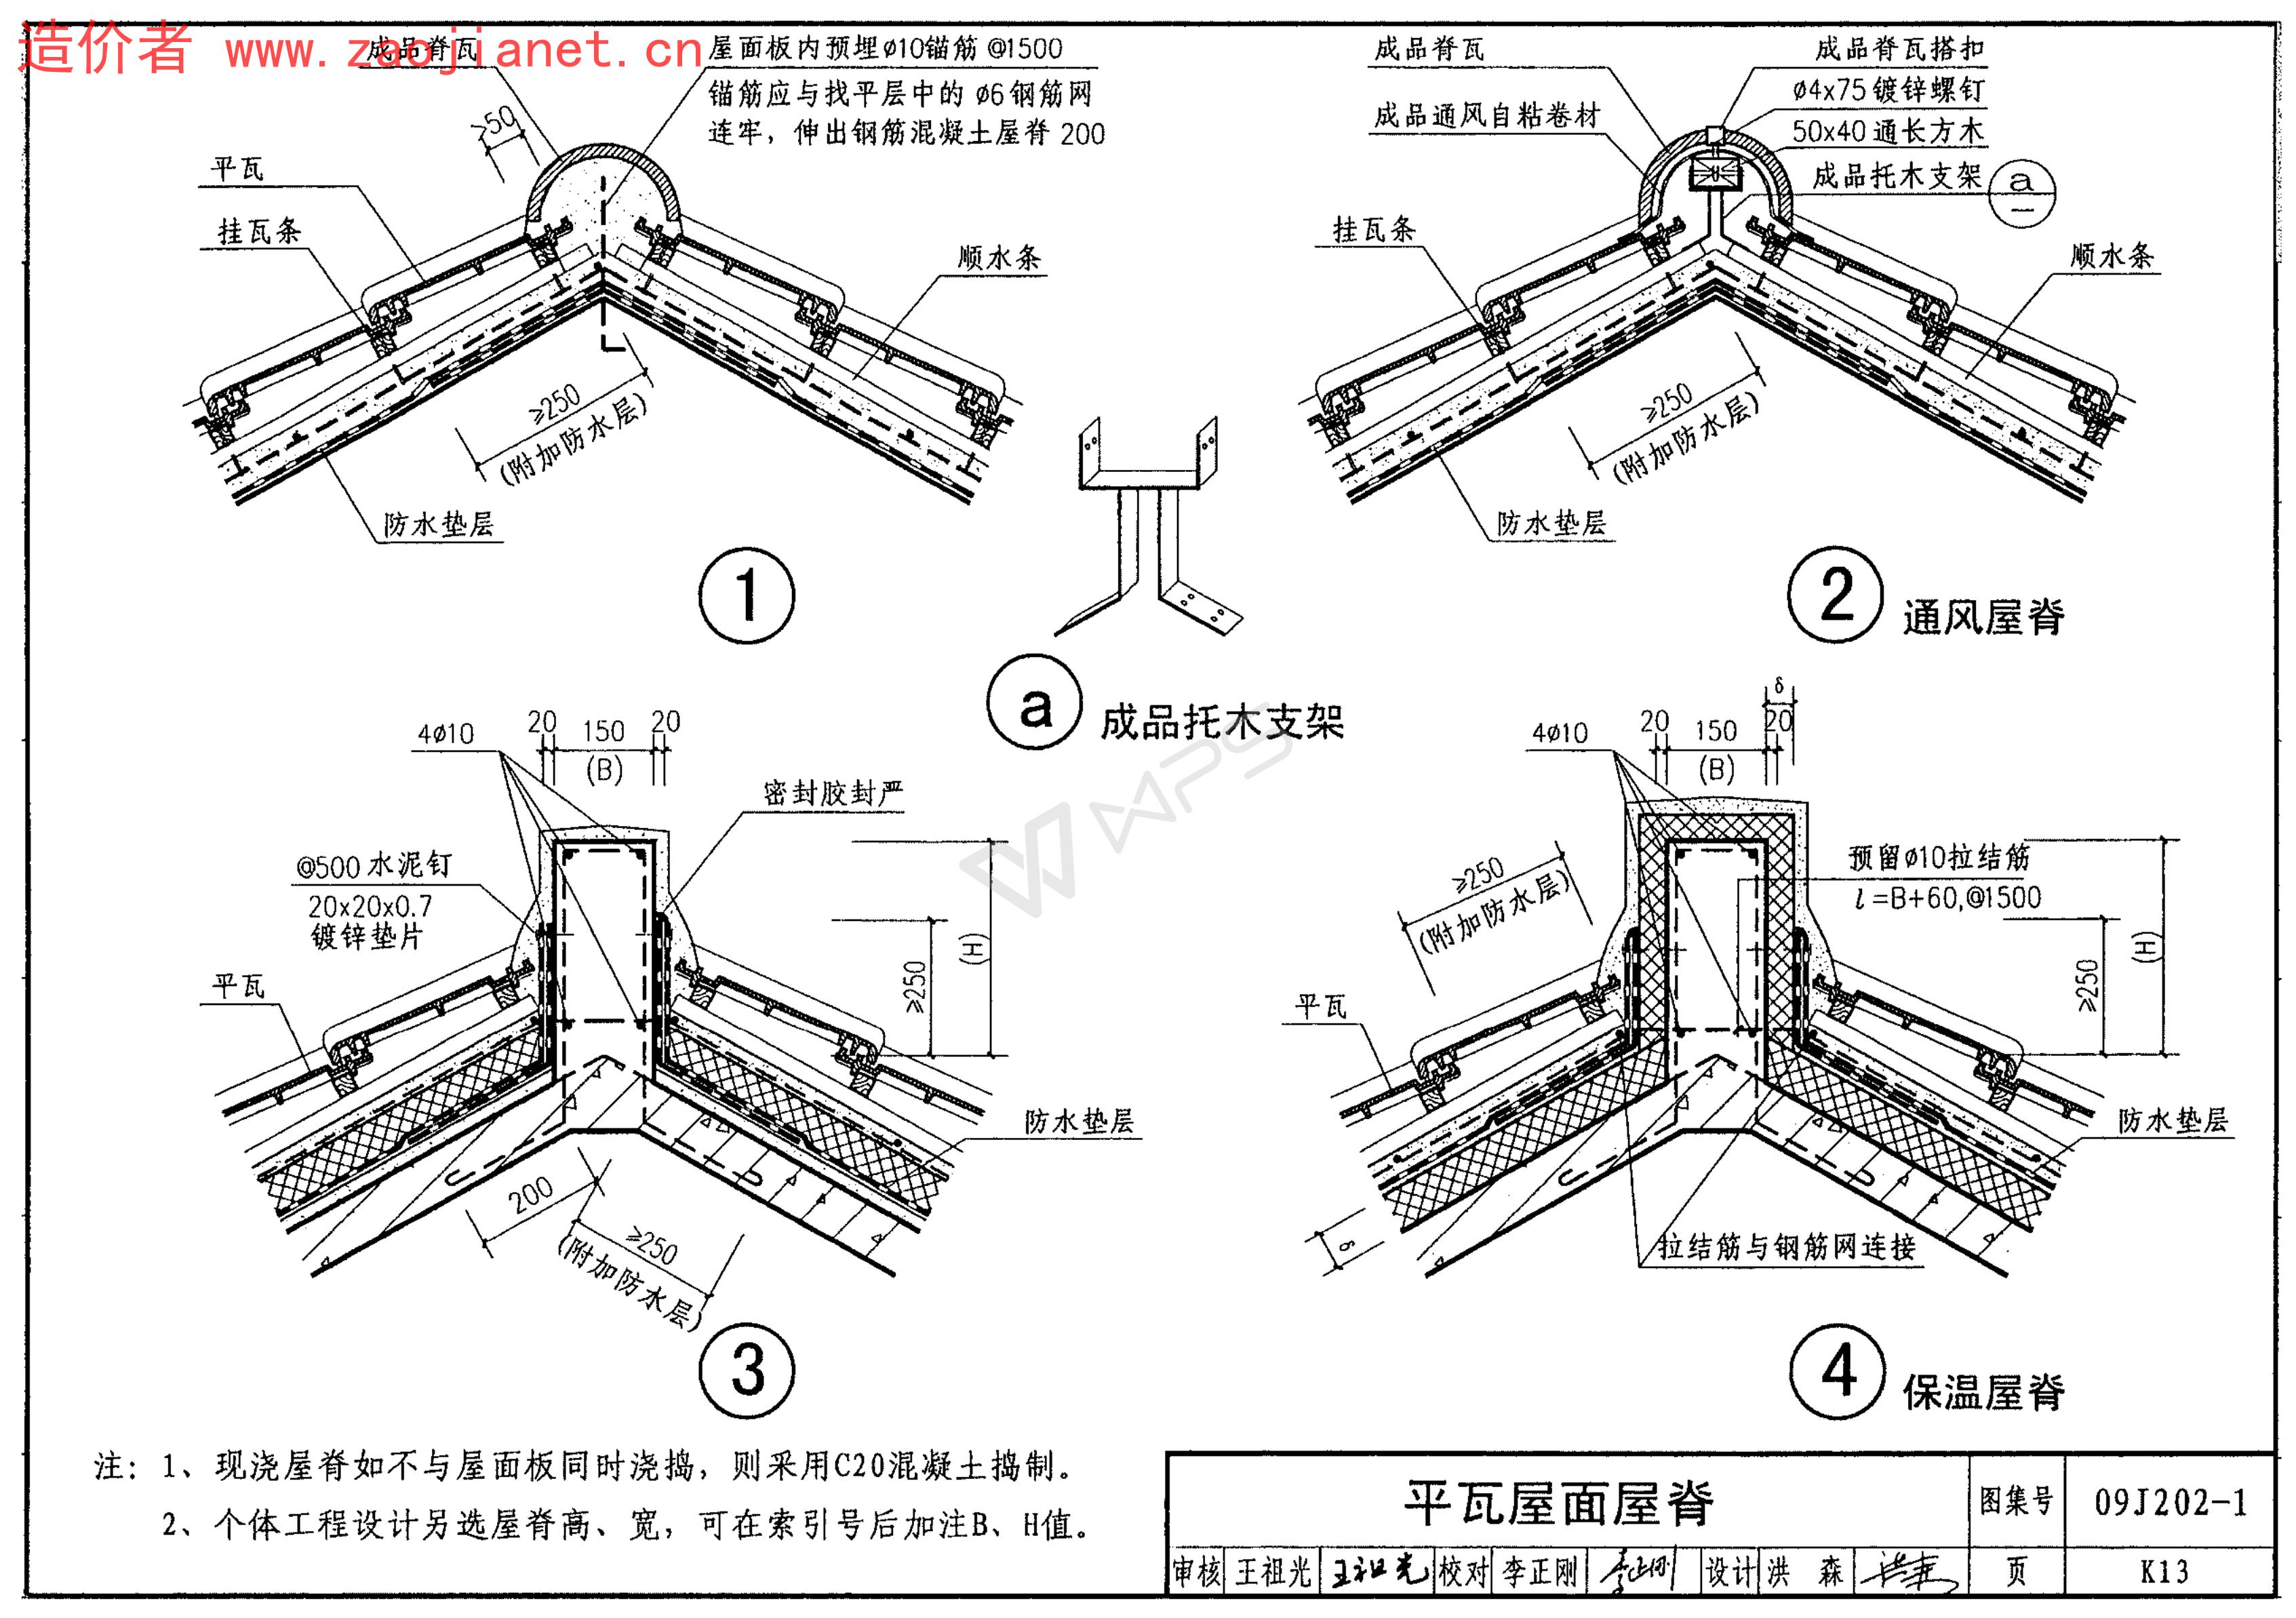 造价者 www.zaojianet.cn
成品脊瓦
屋面板内预埋ø10锚筋@1500
锚筋应与找平层中的 ø6钢筋网
连牢，伸出钢筋混凝土屋脊 200
≥50
平瓦
挂瓦条
顺水条
≥250
(附加防水层)
防水垫层
1
成品脊瓦
成品脊瓦搭扣
ø4x75镀锌螺钉
成品通风自粘卷材
50x40通长方木
成品托木支架
a
挂瓦条
顺水条
≥250
(附加防水层)
防水垫层
2 通风屋脊
a 成品托木支架
4ø10
20 150 20
(B)
密封胶封严
@500水泥钉
20x20x0.7
镀锌垫片
平瓦
≥250
(H)
防水垫层
200
≥250
(附加防水层)
3
δ
4ø10
20 150 20
(B)
≥250
(附加防水层)
预留ø10拉结筋
l=B+60,@1500
平瓦
≥250
(H)
防水垫层
δ
拉结筋与钢筋网连接
4 保温屋脊
WPS
注：1、现浇屋脊如不与屋面板同时浇捣，则采用C20混凝土捣制。
2、个体工程设计另选屋脊高、宽，可在索引号后加注B、H值。
平瓦屋面屋脊
图集号 09J202-1
审核 王祖光 王祖光 校对 李正刚 李正刚 设计 洪 森 洪森 页 K13